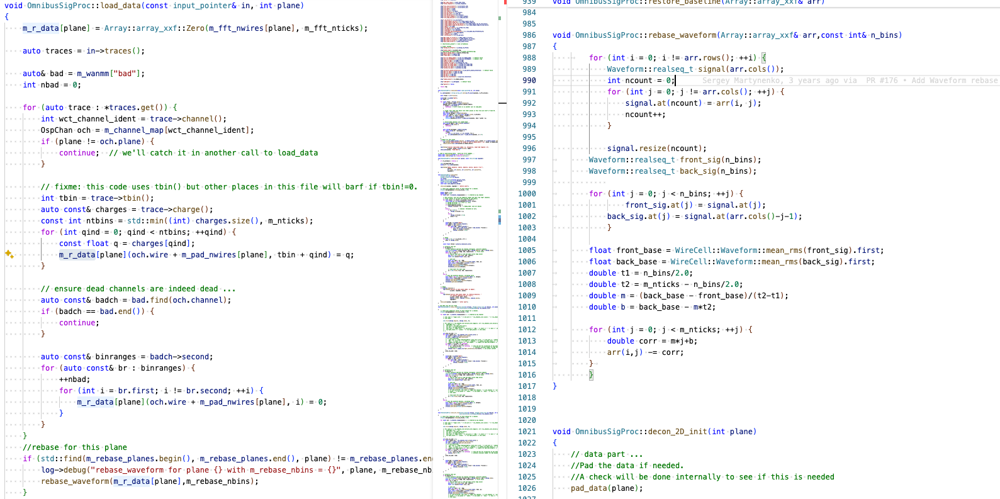 void OmnibusSigProc::load_data(const input_pointer& in, int plane)
{
m_r_data[plane] = Array::array_xxf::Zero(m_fft_nwires[plane], m_fft_nticks);
auto traces = in->traces();
auto& bad = m_wanmm["bad"];
int nbad = 0;
for (auto trace : *traces.get()) {
int wct_channel_ident = trace->channel();
OspChan och = m_channel_map[wct_channel_ident];
if (plane != och.plane) {
continue;  // we'll catch it in another call to load_data
}
// fixme: this code uses tbin() but other places in this file will barf if tbin!=0.
int tbin = trace->tbin();
auto const& charges = trace->charge();
const int ntbins = std::min((int) charges.size(), m_nticks);
for (int qind = 0; qind < ntbins; ++qind) {
const float q = charges[qind];
m_r_data[plane](och.wire + m_pad_nwires[plane], tbin + qind) = q;
}
// ensure dead channels are indeed dead ...
auto const& badch = bad.find(och.channel);
if (badch == bad.end()) {
continue;
}
auto const& binranges = badch->second;
for (auto const& br : binranges) {
++nbad;
for (int i = br.first; i != br.second; ++i) {
m_r_data[plane](och.wire + m_pad_nwires[plane], i) = 0;
}
}
}
//rebase for this plane
if (std::find(m_rebase_planes.begin(), m_rebase_planes.end(), plane) != m_rebase_planes.en
log->debug("rebase_waveform for plane {} with m_rebase_nbins = {}", plane, m_rebase_nb
rebase_waveform(m_r_data[plane],m_rebase_nbins);
}
939 void OmnibusSigProc::restore_baseline(Array::array_xxf& arr)
984
985
986 void OmnibusSigProc::rebase_waveform(Array::array_xxf& arr,const int& n_bins)
987 {
988 for (int i = 0; i != arr.rows(); ++i) {
989 Waveform::realseq_t signal(arr.cols());
990 int ncount = 0; Sergey Martynenko, 3 years ago via PR #176 • Add Waveform rebase
991 for (int j = 0; j != arr.cols(); ++j) {
992 signal.at(ncount) = arr(i, j);
993 ncount++;
994 }
995
996 signal.resize(ncount);
997 Waveform::realseq_t front_sig(n_bins);
998 Waveform::realseq_t back_sig(n_bins);
999
1000 for (int j = 0; j < n_bins; ++j) {
1001 front_sig.at(j) = signal.at(j);
1002 back_sig.at(j) = signal.at(arr.cols()-j-1);
1003 }
1004
1005 float front_base = WireCell::Waveform::mean_rms(front_sig).first;
1006 float back_base = WireCell::Waveform::mean_rms(back_sig).first;
1007 double t1 = n_bins/2.0;
1008 double t2 = m_nticks - n_bins/2.0;
1009 double m = (back_base - front_base)/(t2-t1);
1010 double b = back_base - m*t2;
1011
1012 for (int j = 0; j < m_nticks; ++j) {
1013 double corr = m*j+b;
1014 arr(i,j) -= corr;
1015 }
1016 }
1017 }
1018
1019
1020
1021 void OmnibusSigProc::decon_2D_init(int plane)
1022 {
1023 // data part ...
1024 //Pad the data if needed.
1025 //A check will be done internally to see if this is needed
1026 pad_data(plane);
1027